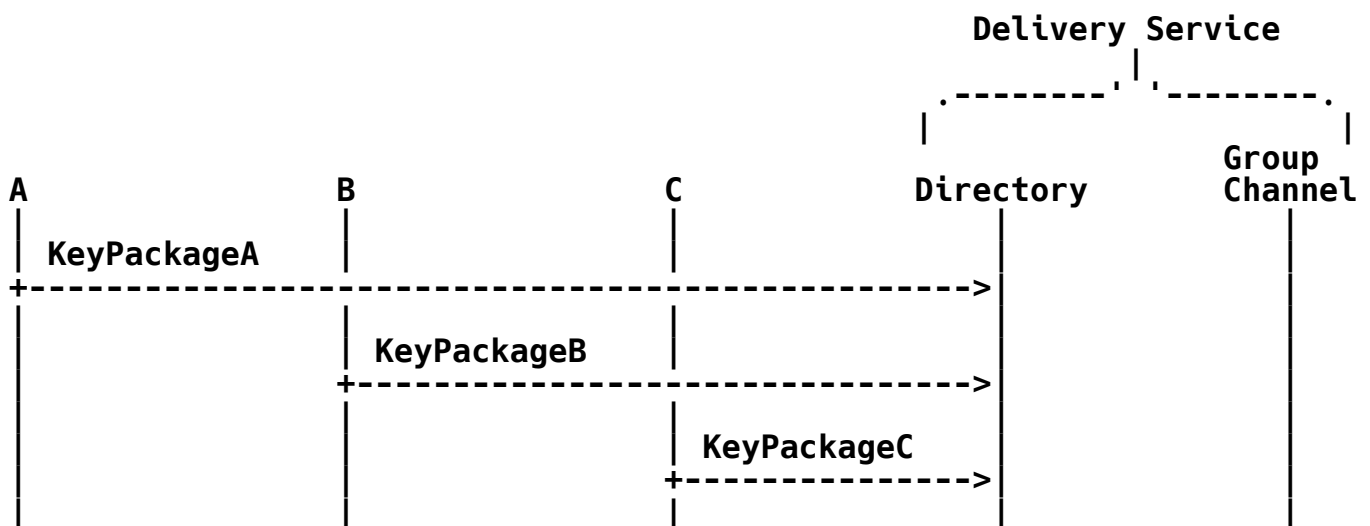 Delivery Service
Group
A B C Directory Channel
KeyPackageA
KeyPackageB
KeyPackageC